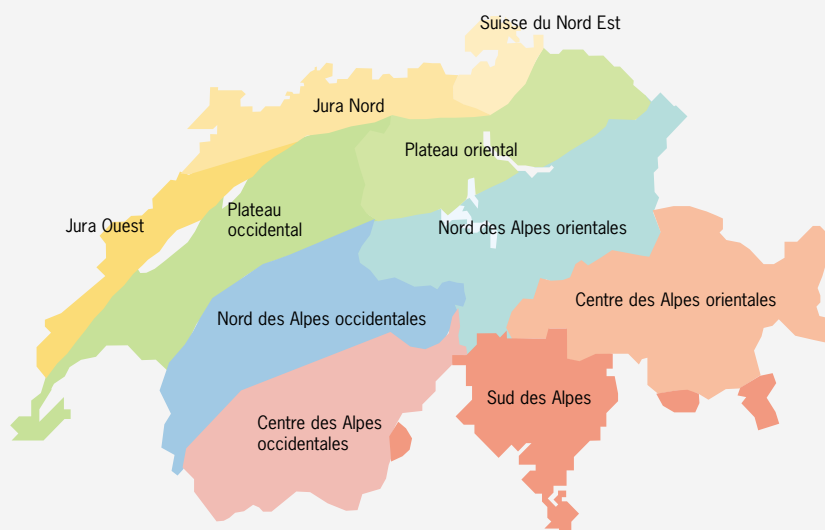 Suisse du Nord Est
Jura Nord
Plateau oriental
Plateau
occidental
Jura Ouest
Nord des Alpes orientales
Centre des Alpes orientales
Nord des Alpes occidentales
Sud des Alpes
Centre des Alpes
occidentales